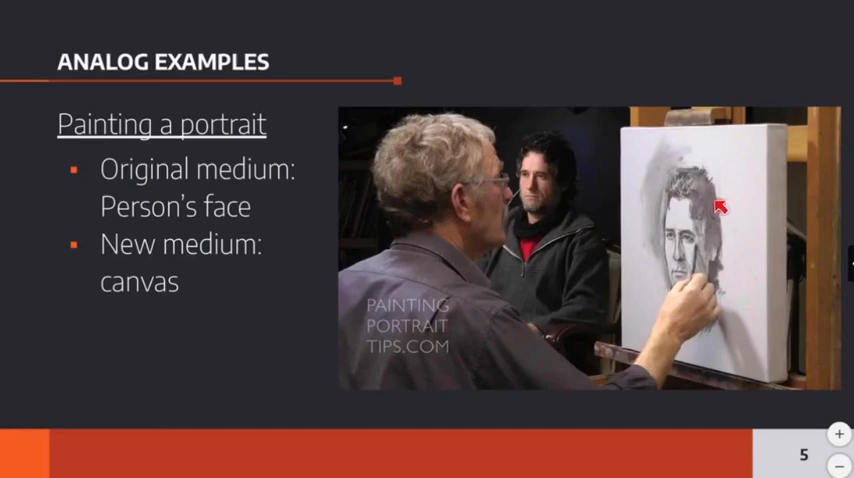 ANALOG EXAMPLES
Painting a portrait
▪ Original medium:
Person's face
▪ New medium:
canvas
PAINTING
PORTRAIT
TIPS.COM
5